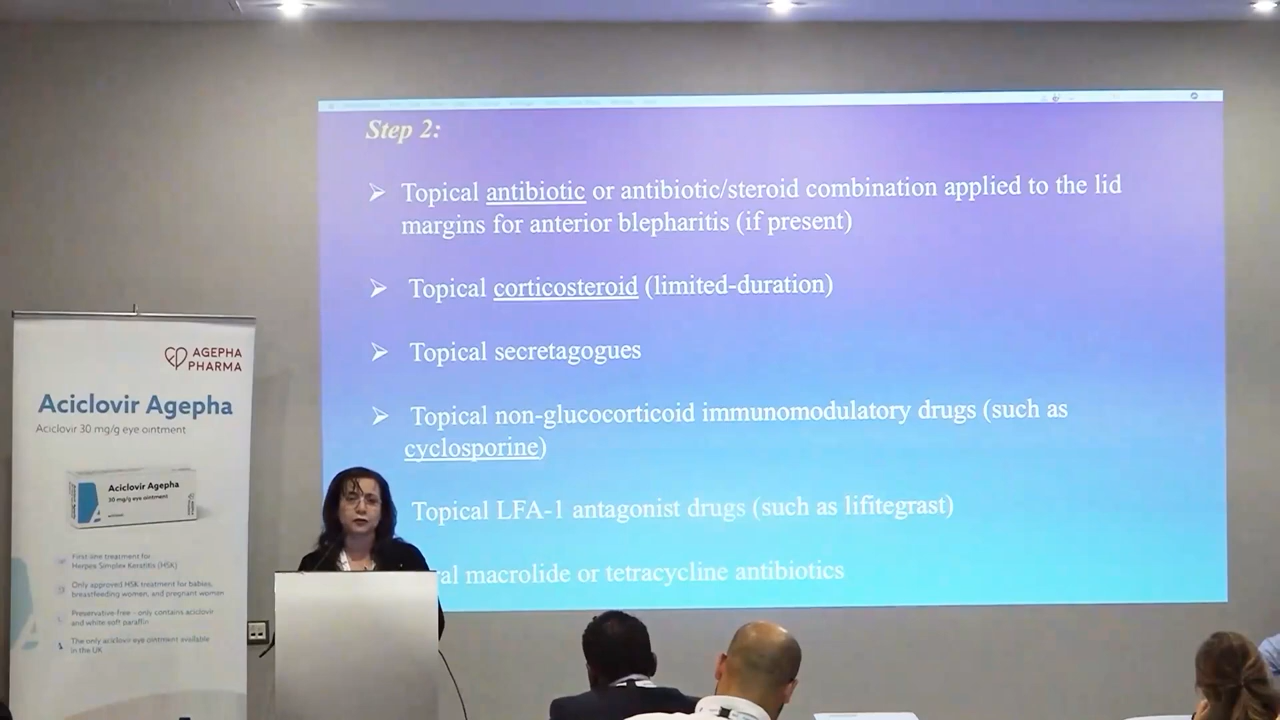 Step 2:
➢ Topical antibiotic or antibiotic/steroid combination applied to the lid
margins for anterior blepharitis (if present)
➢ Topical corticosteroid (limited-duration)
➢ Topical secretagogues
➢ Topical non-glucocorticoid immunomodulatory drugs (such as
cyclosporine)
Topical LFA-1 antagonist drugs (such as lifitegrast)
al macrolide or tetracycline antibiotics
AGEPHA
PHARMA
Aciclovir Agepha
Aciclovir 30 mg/g eye ointment
Aciclovir Agepha
30 mg/g eye ointment
First-line treatment for
Herpes Simplex Keratitis (HSK)
Only approved HSK treatment for babies,
breastfeeding women, and pregnant women
Preservative-free - only contains aciclovir
and white soft paraffin
The only aciclovir eye ointment available
in the UK